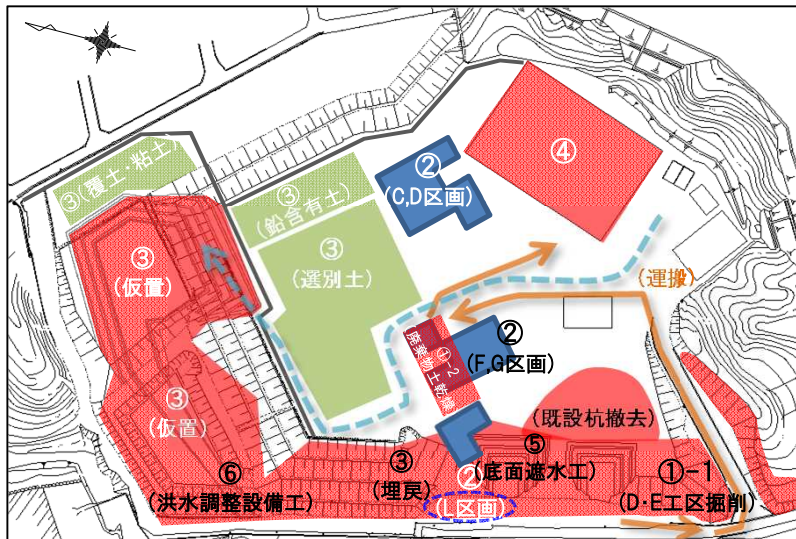 ③(覆土・粘土)
③
(鉛含有土)
②
(C,D区画)
④
③
(仮置)
③
(選別土)
(運搬)
①-2
廃棄物土乾燥
②
(F,G区画)
③
(仮置)
(既設杭撤去)
⑥
(洪水調整設備工)
③
(埋戻)
②
(L区画)
⑤
(底面遮水工)
①-1
(D・E工区掘削)